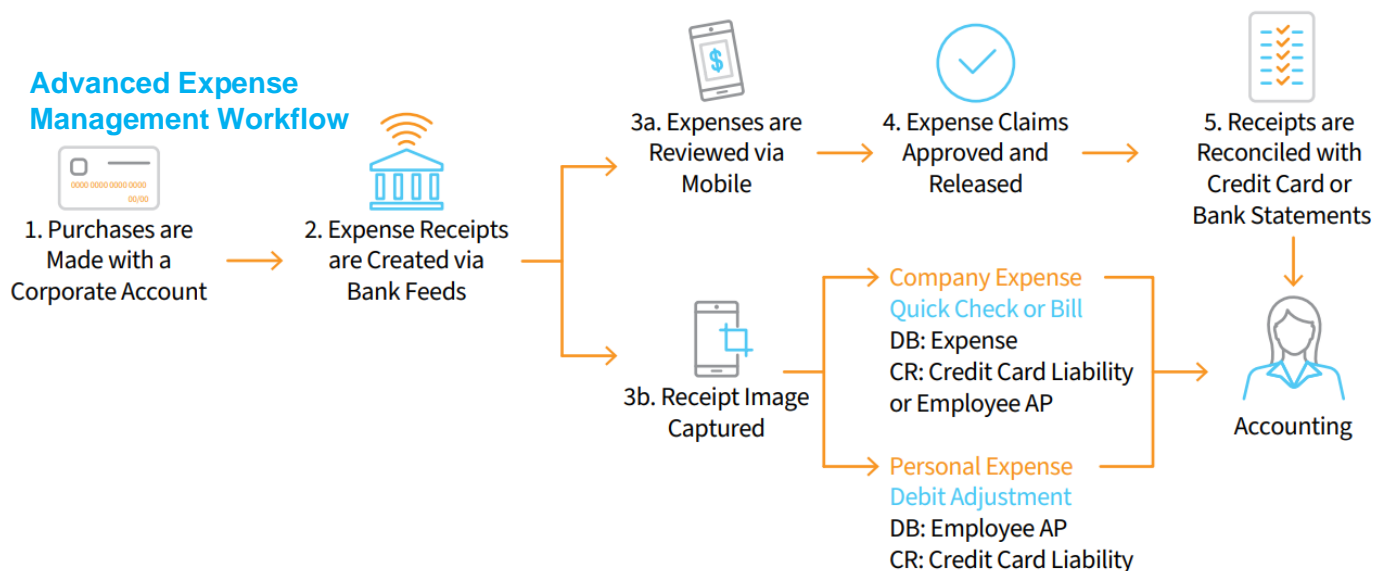 Advanced Expense
Management Workflow
0000 0000 0000 0000
00/00
1. Purchases are
Made with a
Corporate Account
2. Expense Receipts
are Created via
Bank Feeds
$
3a. Expenses are
Reviewed via
Mobile
4. Expense Claims
Approved and
Released
5. Receipts are
Reconciled with
Credit Card or
Bank Statements
3b. Receipt Image
Captured
Company Expense
Quick Check or Bill
DB: Expense
CR: Credit Card Liability
or Employee AP
Personal Expense
Debit Adjustment
DB: Employee AP
CR: Credit Card Liability
Accounting